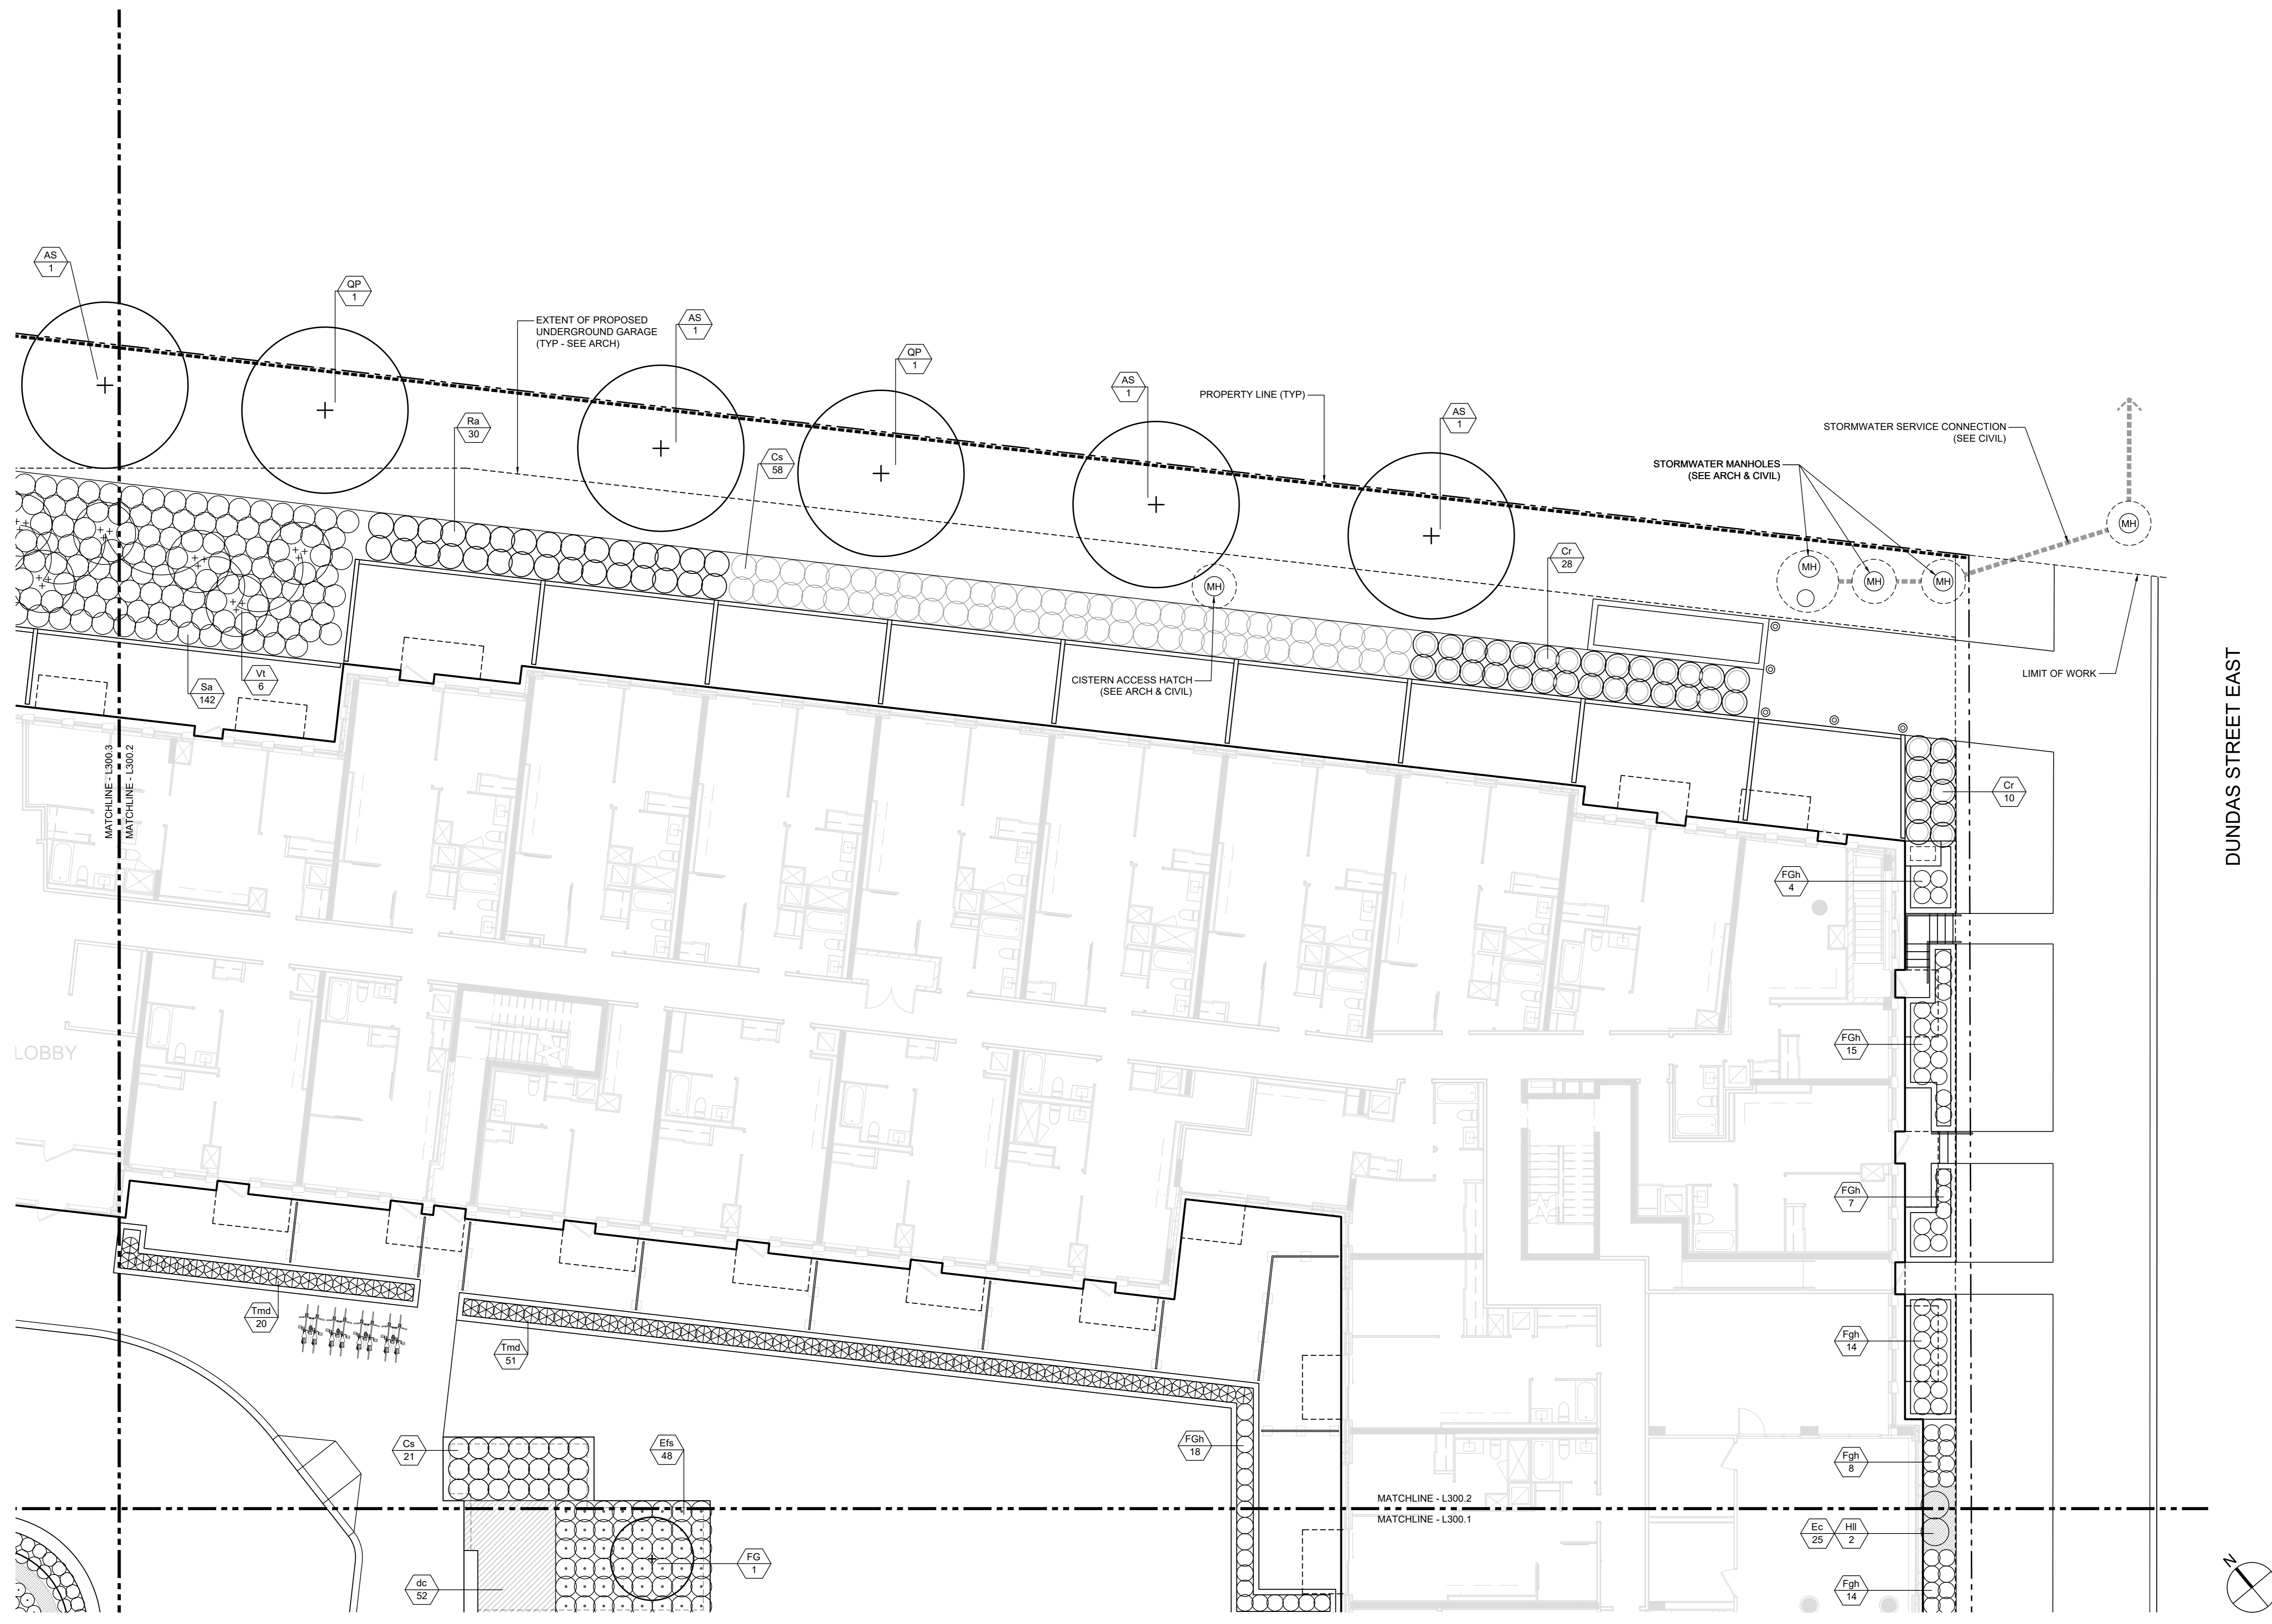 AS
1
QP
1
EXTENT OF PROPOSED
UNDERGROUND GARAGE
(TYP - SEE ARCH)
AS
1
QP
1
AS
1
PROPERTY LINE (TYP)
AS
1
STORMWATER SERVICE CONNECTION
(SEE CIVIL)
Ra
30
Cs
58
STORMWATER MANHOLES
(SEE ARCH & CIVIL)
MH
MH
MH
MH
MH
Cr
28
CISTERN ACCESS HATCH
(SEE ARCH & CIVIL)
LIMIT OF WORK
DUNDAS STREET EAST
Sa
142
Vt
6
MATCHLINE - L300.3
MATCHLINE - L300.2
Cr
10
FGh
4
LOBBY
FGh
15
FGh
7
Tmd
20
Tmd
51
Fgh
14
Cs
21
Efs
48
FGh
18
Fgh
8
MATCHLINE - L300.2
MATCHLINE - L300.1
Ec
25
Hll
2
FG
1
dc
52
Fgh
14
N